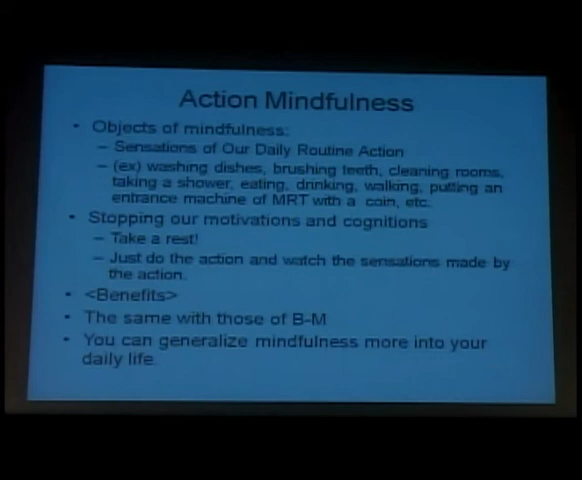 Action Mindfulness
• Objects of mindfulness:
– Sensations of Our Daily Routine Action
– (ex) washing dishes, brushing teeth, cleaning rooms,
taking a shower, eating, drinking, walking, putting an
entrance machine of MRT with a coin, etc.
• Stopping our motivations and cognitions
– Take a rest!
– Just do the action and watch the sensations made by
the action.
• <Benefits>
• The same with those of B-M
• You can generalize mindfulness more into your
daily life.